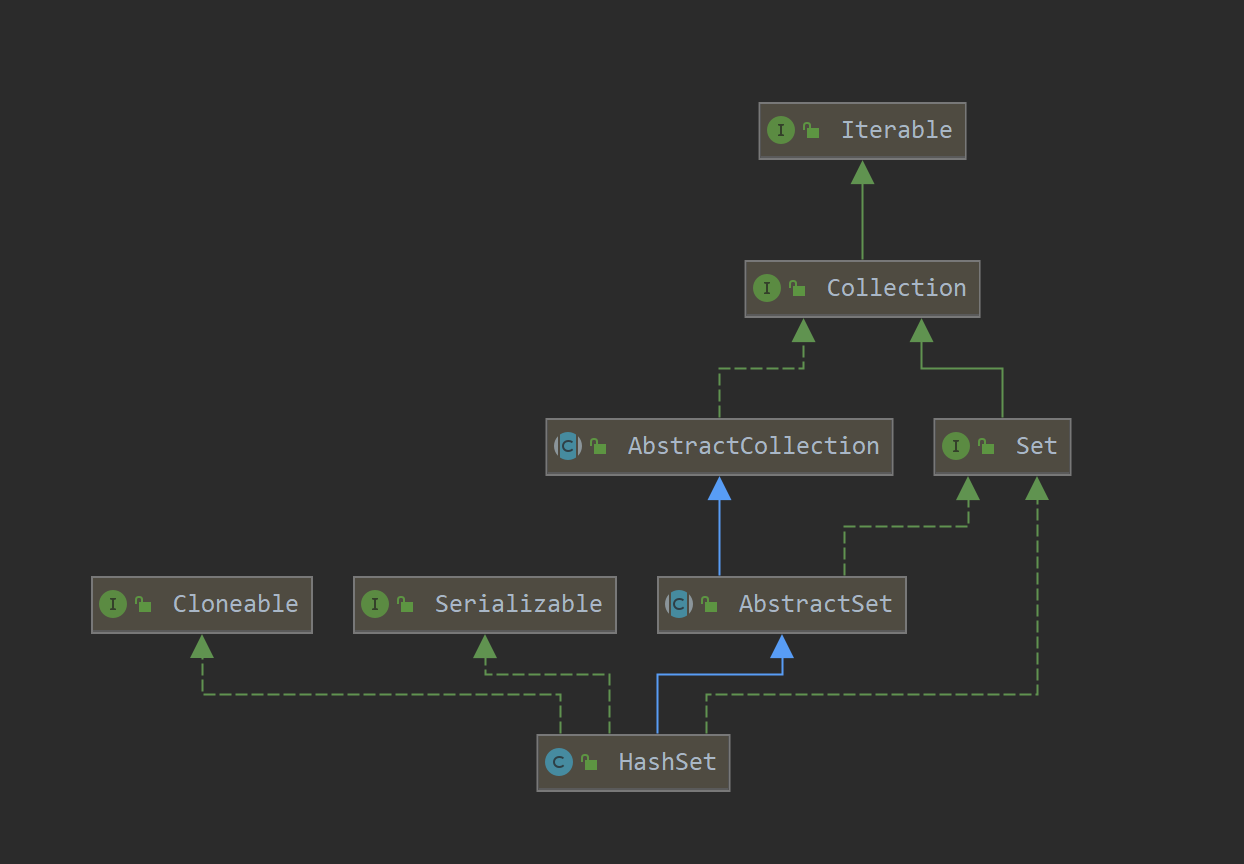 I Iterable
I Collection
C AbstractCollection
I Set
I Cloneable
I Serializable
C AbstractSet
C HashSet